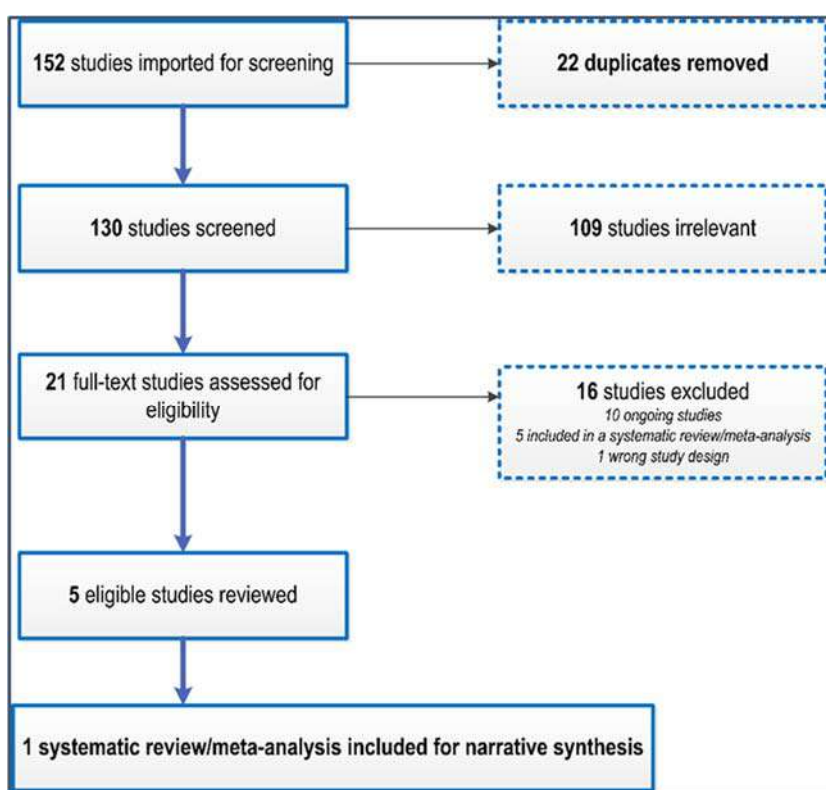 152 studies imported for screening
22 duplicates removed
130 studies screened
109 studies irrelevant
21 full-text studies assessed for
eligibility
16 studies excluded
10 ongoing studies
5 included in a systematic review/meta-analysis
1 wrong study design
5 eligible studies reviewed
1 systematic review/meta-analysis included for narrative synthesis